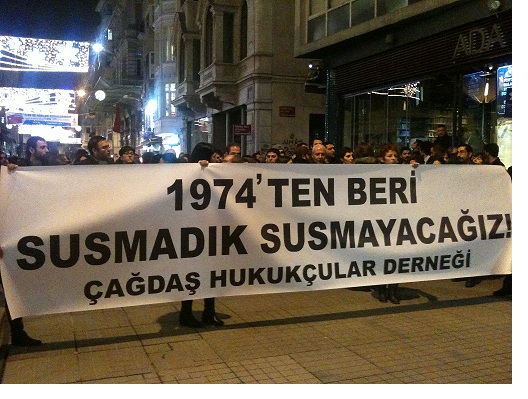 ADA
1974'TEN BERİ
SUSMADIK SUSMAYACAĞIZ!
ÇAĞDAŞ HUKUKÇULAR DERNEĞİ